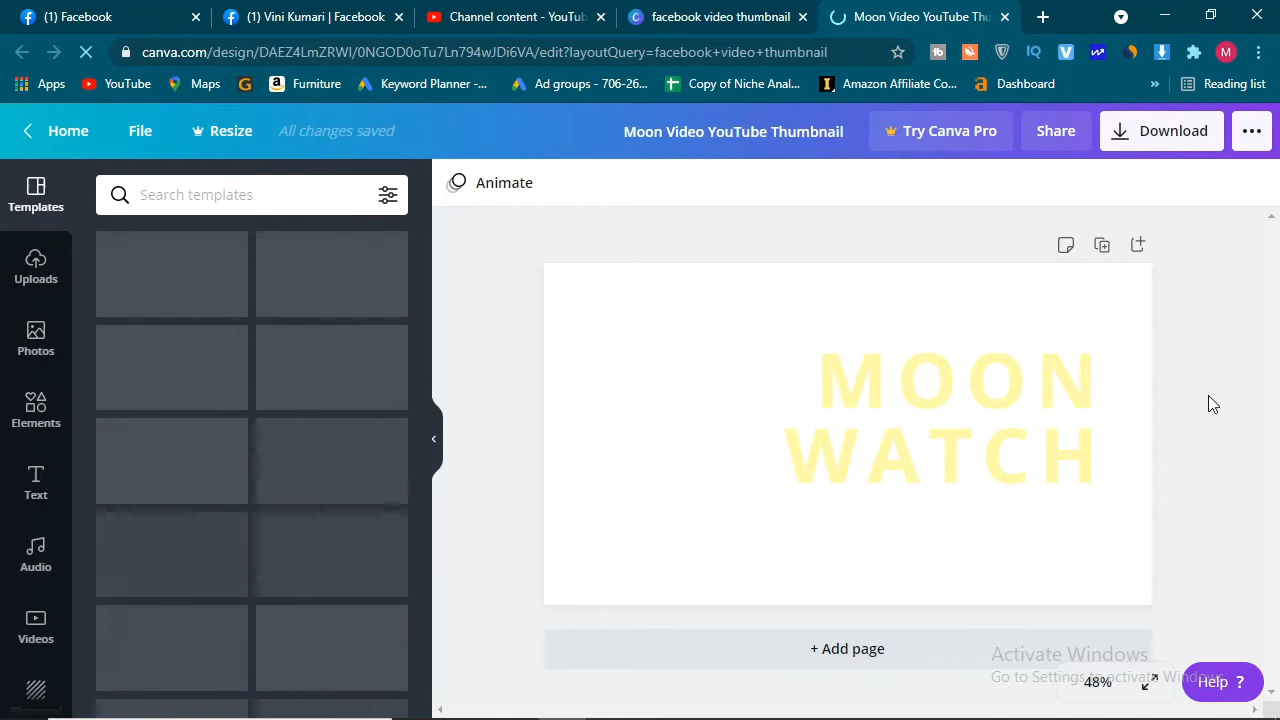 (1) Facebook
(1) Vini Kumari | Facebook
Channel content - YouTub
facebook video thumbnail
Moon Video YouTube Thu
canva.com/design/DAEZ4LmZRWI/0NGOD0oTu7Ln794wJDi6VA/edit?layoutQuery=facebook+video+thumbnail
Apps
YouTube
Maps
Furniture
Keyword Planner -...
Ad groups - 706-26...
Copy of Niche Anal...
Amazon Affiliate Co...
Dashboard
»
Reading list
Home
File
Resize
All changes saved
Moon Video YouTube Thumbnail
Try Canva Pro
Share
Download
Templates
Search templates
Animate
Uploads
Photos
Elements
Text
Audio
Videos
MOON
WATCH
+ Add page
Activate Windows
Go to Settings to activate Windows.
48%
Help ?